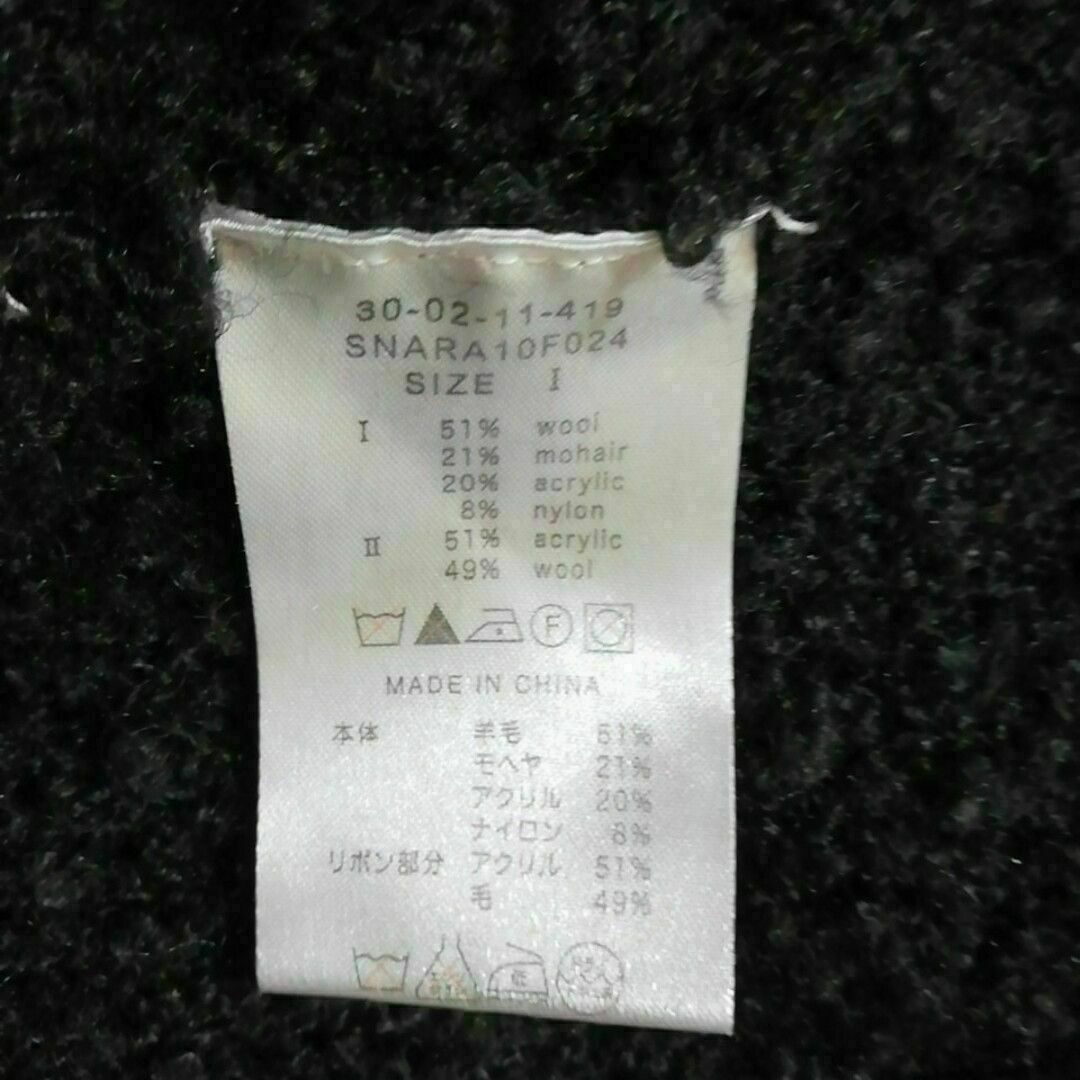 30-02-11-419
SNARA10F024
SIZE I
I 51% wool
21% mohair
20% acrylic
8% nylon
II 51% acrylic
49% wool
F
MADE IN CHINA
本体 羊毛 51%
モヘヤ 21%
アクリル 20%
ナイロン 8%
リボン部分 アクリル 51%
毛 49%
低